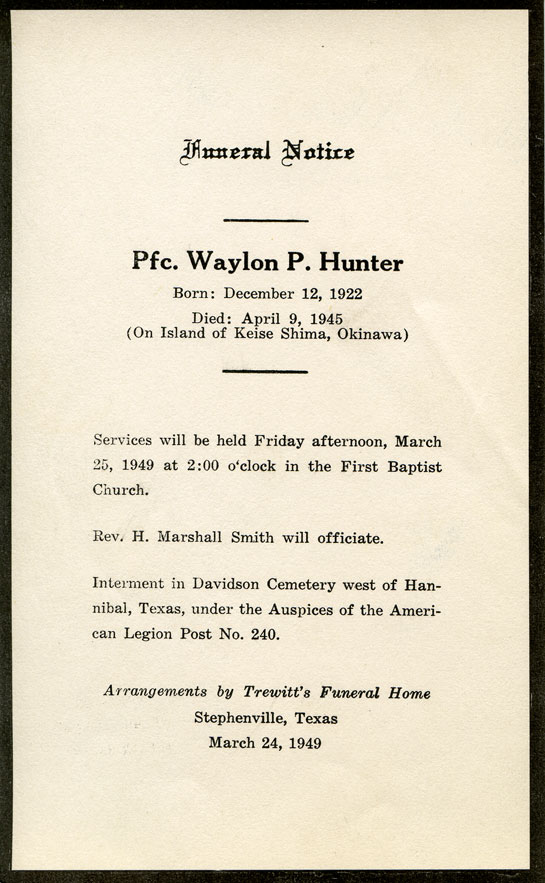 Funeral Notice
Pfc. Waylon P. Hunter
Born: December 12, 1922
Died: April 9, 1945
(On Island of Keise Shima, Okinawa)
Services will be held Friday afternoon, March
25, 1949 at 2:00 o'clock in the First Baptist
Church.
Rev. H. Marshall Smith will officiate.
Interment in Davidson Cemetery west of Han-
nibal, Texas, under the Auspices of the Ameri-
can Legion Post No. 240.
Arrangements by Trewitt's Funeral Home
Stephenville, Texas
March 24, 1949